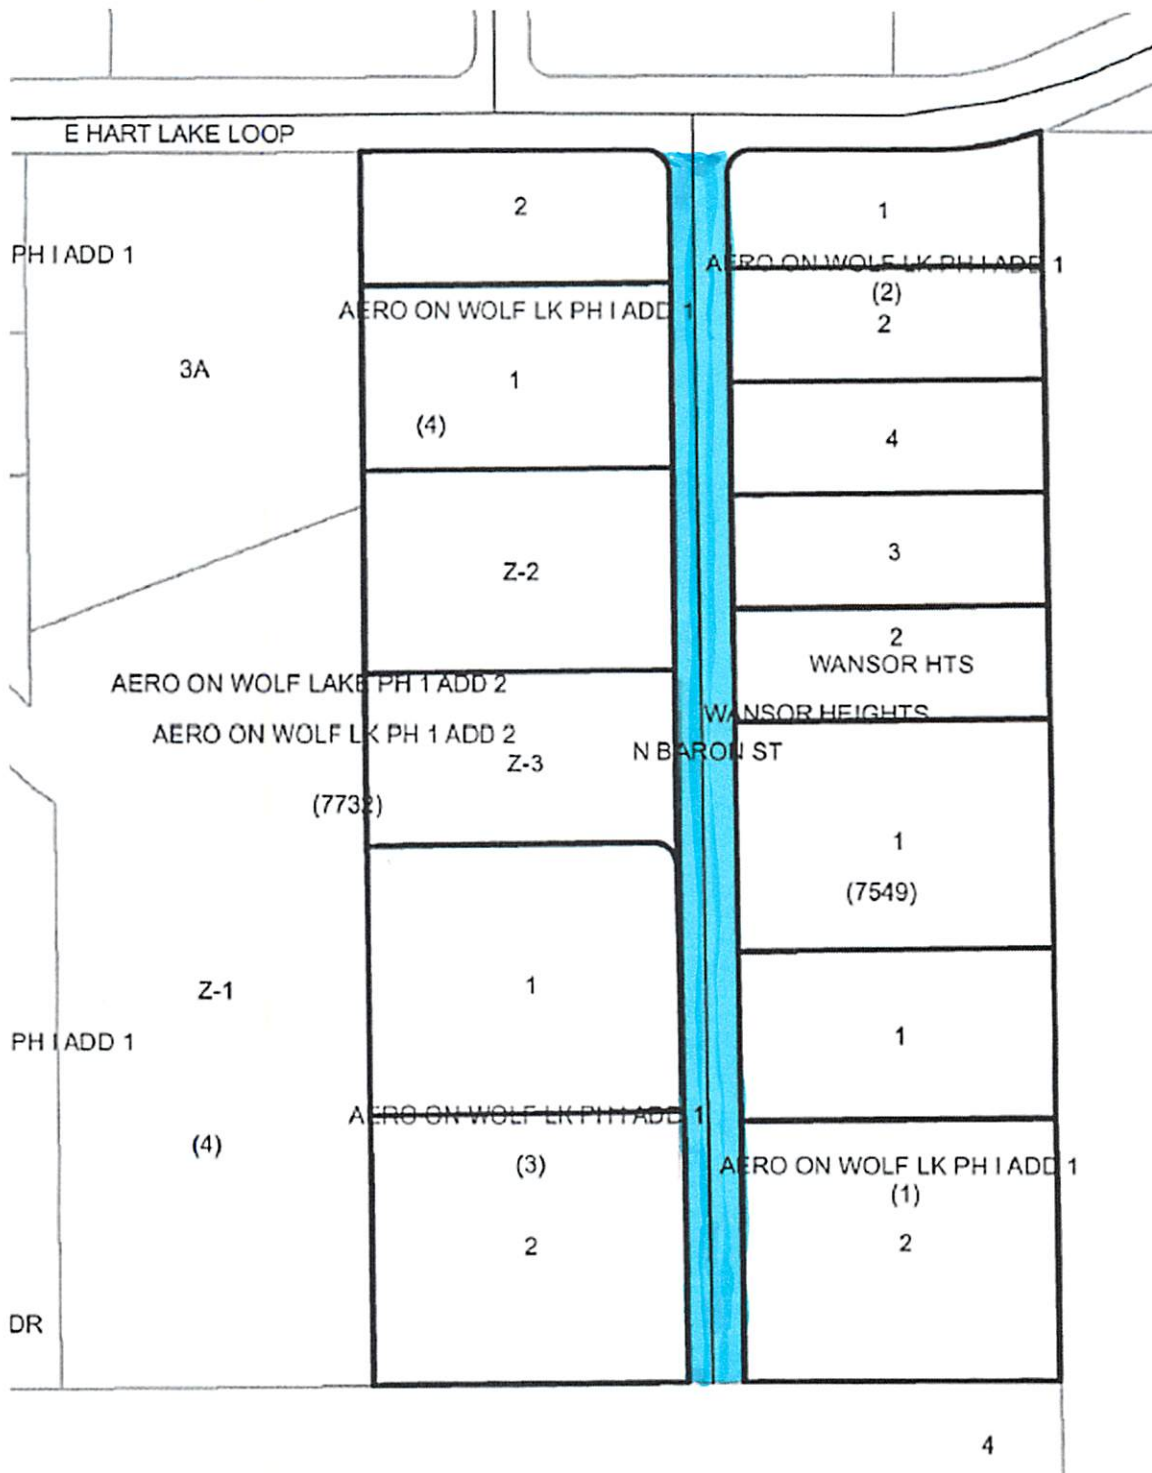 E HART LAKE LOOP
2
1
PH I ADD 1
AERO ON WOLF LK PH I ADD 1
(2)
2
AERO ON WOLF LK PH I ADD 1
3A
1
(4)
4
3
Z-2
2
WANSOR HTS
AERO ON WOLF LAKE PH 1 ADD 2
WANSOR HEIGHTS
AERO ON WOLF LK PH 1 ADD 2
N BARON ST
Z-3
(7732)
1
(7549)
Z-1
1
1
PH I ADD 1
AERO ON WOLF LK PH I ADD 1
(4)
(3)
AERO ON WOLF LK PH I ADD 1
(1)
2
2
DR
4